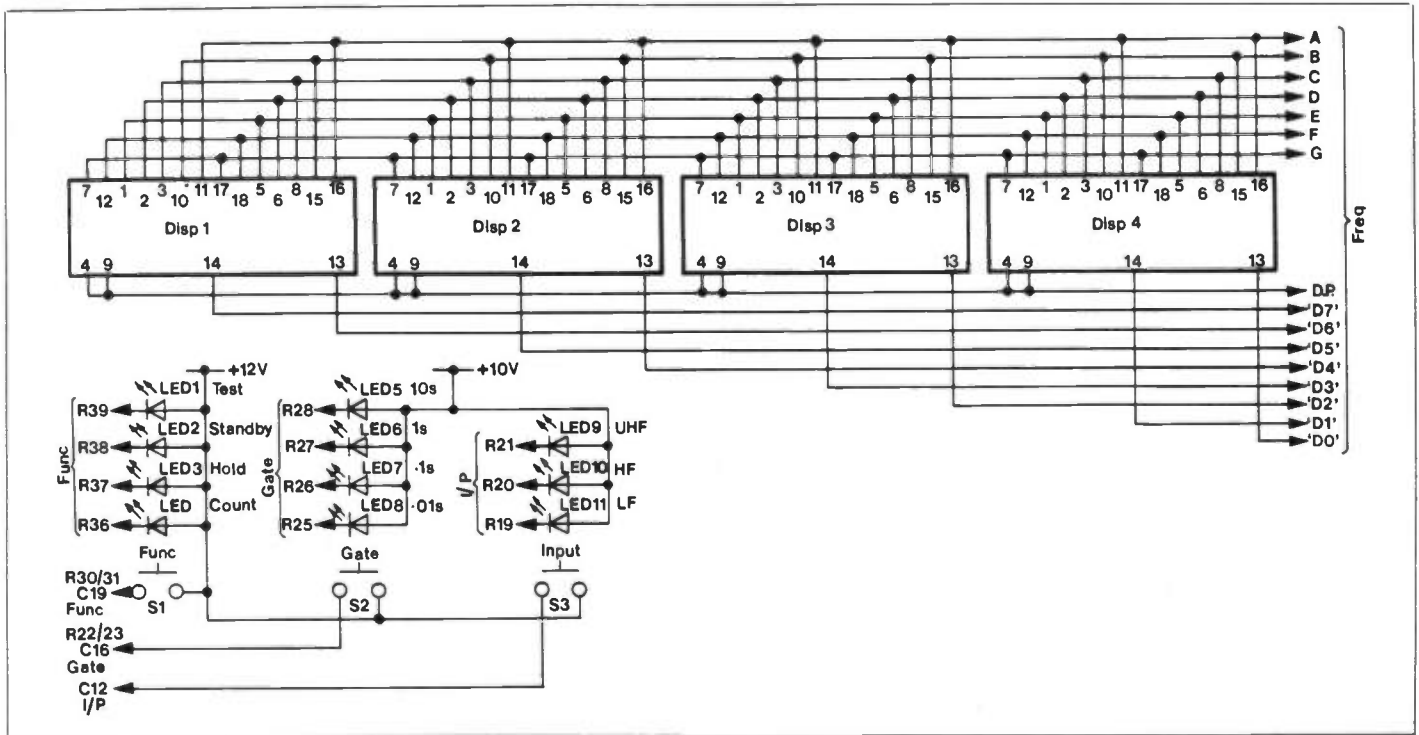 A
B
C
D
E
F
G
Freq
7 12 1 2 3 10 11 17 18 5 6 8 15 16
7 12 1 2 3 10 11 17 18 5 6 8 15 16
7 12 1 2 3 10 11 17 18 5 6 8 15 16
7 12 1 2 3 10 11 17 18 5 6 8 15 16
Disp 1
Disp 2
Disp 3
Disp 4
4 9 14 13
4 9 14 13
4 9 14 13
4 9 14 13
D.P.
'D7'
'D6'
'D5'
'D4'
'D3'
'D2'
'D1'
'D0'
+12V
Func
R39 LED1 Test
R38 LED2 Standby
R37 LED3 Hold
R36 LED Count
+10V
Gate
R28 LED5 10s
R27 LED6 1s
R26 LED7 ·1s
R25 LED8 ·01s
I/P
R21 LED9 UHF
R20 LED10 HF
R19 LED11 LF
Func
Gate
Input
R30/31
C19
Func
S1
S2
S3
R22/23
C16
Gate
C12
I/P